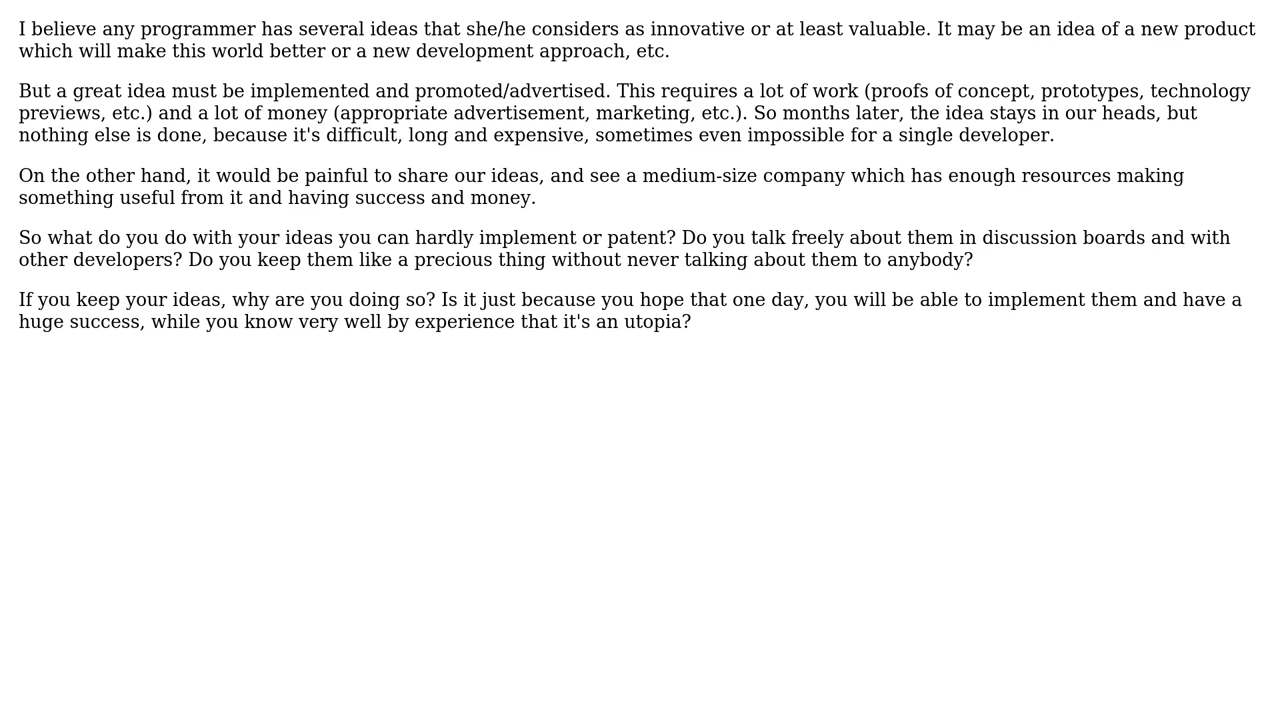 I believe any programmer has several ideas that she/he considers as innovative or at least valuable. It may be an idea of a new product
which will make this world better or a new development approach, etc.
But a great idea must be implemented and promoted/advertised. This requires a lot of work (proofs of concept, prototypes, technology
previews, etc.) and a lot of money (appropriate advertisement, marketing, etc.). So months later, the idea stays in our heads, but
nothing else is done, because it's difficult, long and expensive, sometimes even impossible for a single developer.
On the other hand, it would be painful to share our ideas, and see a medium-size company which has enough resources making
something useful from it and having success and money.
So what do you do with your ideas you can hardly implement or patent? Do you talk freely about them in discussion boards and with
other developers? Do you keep them like a precious thing without never talking about them to anybody?
If you keep your ideas, why are you doing so? Is it just because you hope that one day, you will be able to implement them and have a
huge success, while you know very well by experience that it's an utopia?